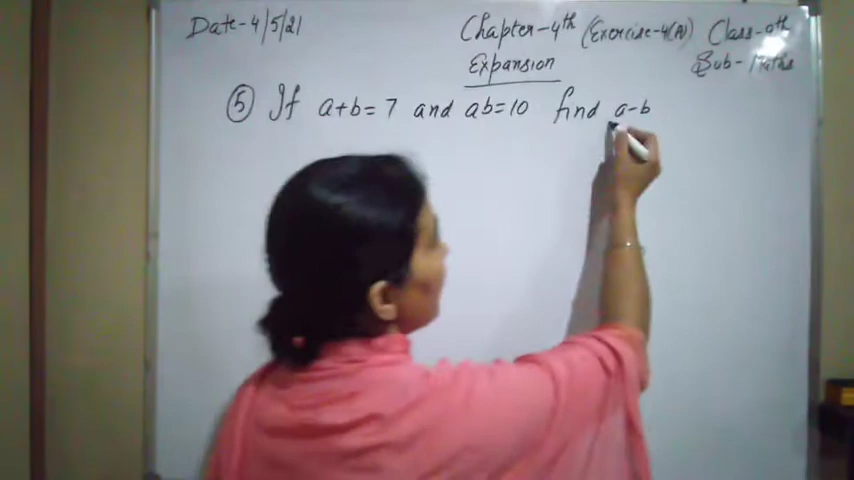 Date-4/5/21
Chapter-4th (Exercise-4(A)) Class-9th
Expansion
Sub-Maths
⑤ If a+b=7 and ab=10 find a-b